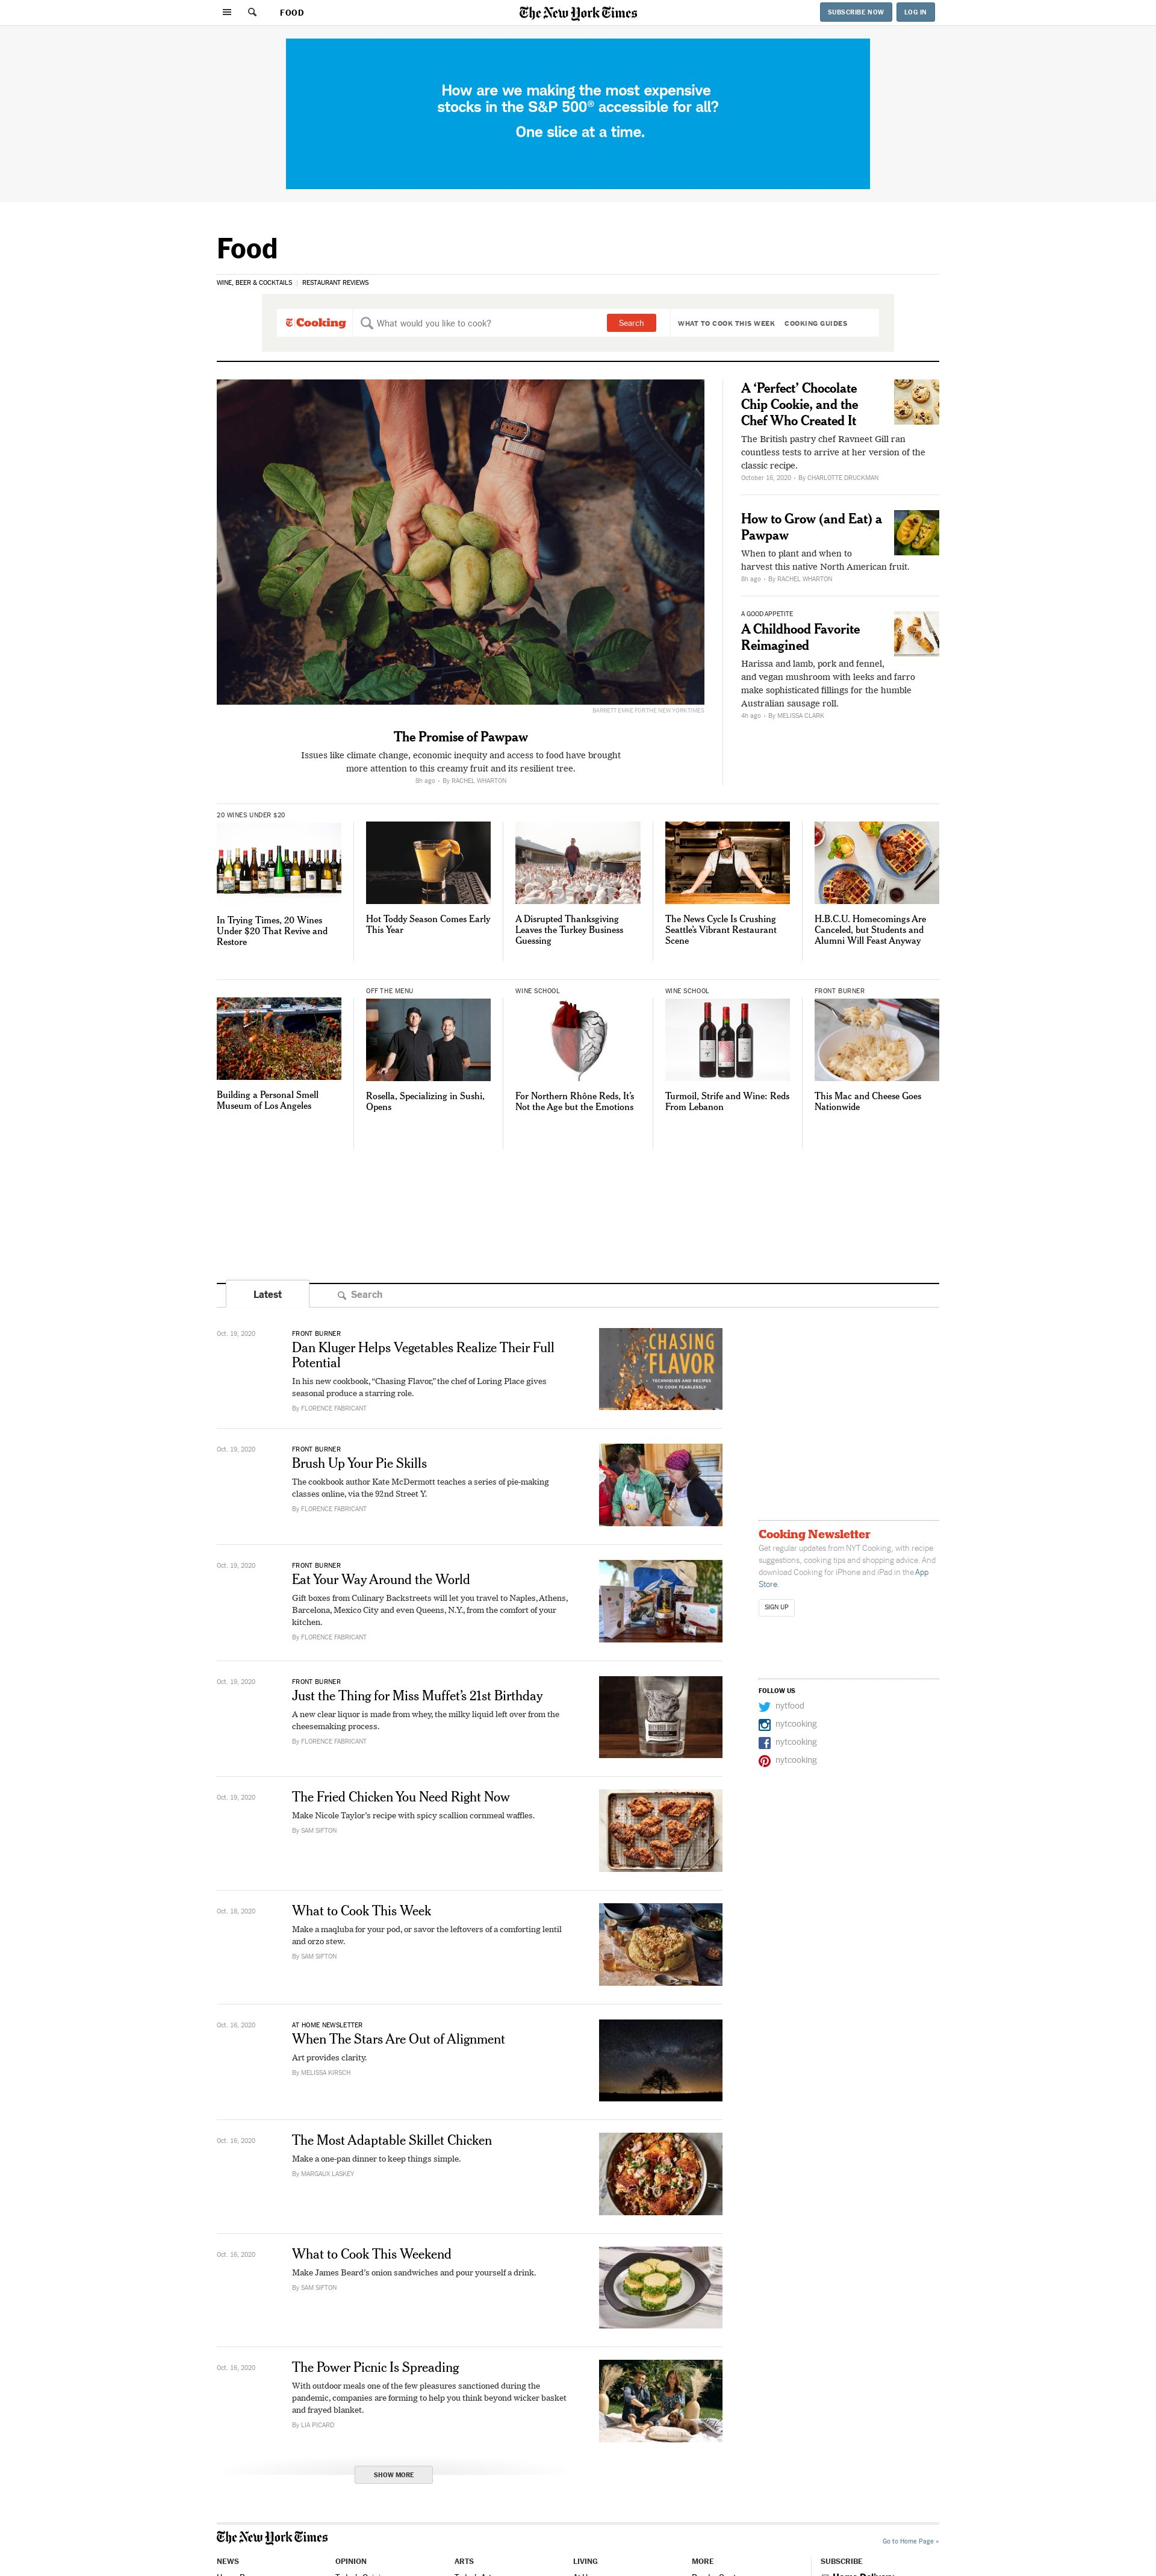 FOOD
The New York Times
SUBSCRIBE NOW
LOG IN
How are we making the most expensive
stocks in the S&P 500® accessible for all?
One slice at a time.
Food
WINE, BEER & COCKTAILS
RESTAURANT REVIEWS
Cooking
What would you like to cook?
Search
WHAT TO COOK THIS WEEK
COOKING GUIDES
BARRETT EMKE FOR THE NEW YORK TIMES
The Promise of Pawpaw
Issues like climate change, economic inequity and access to food have brought
more attention to this creamy fruit and its resilient tree.
8h ago • By RACHEL WHARTON
A ‘Perfect’ Chocolate
Chip Cookie, and the
Chef Who Created It
The British pastry chef Ravneet Gill ran
countless tests to arrive at her version of the
classic recipe.
October 16, 2020 • By CHARLOTTE DRUCKMAN
How to Grow (and Eat) a
Pawpaw
When to plant and when to
harvest this native North American fruit.
8h ago • By RACHEL WHARTON
A GOOD APPETITE
A Childhood Favorite
Reimagined
Harissa and lamb, pork and fennel,
and vegan mushroom with leeks and farro
make sophisticated fillings for the humble
Australian sausage roll.
4h ago • By MELISSA CLARK
20 WINES UNDER $20
In Trying Times, 20 Wines
Under $20 That Revive and
Restore
Hot Toddy Season Comes Early
This Year
A Disrupted Thanksgiving
Leaves the Turkey Business
Guessing
The News Cycle Is Crushing
Seattle’s Vibrant Restaurant
Scene
H.B.C.U. Homecomings Are
Canceled, but Students and
Alumni Will Feast Anyway
Building a Personal Smell
Museum of Los Angeles
OFF THE MENU
Rosella, Specializing in Sushi,
Opens
WINE SCHOOL
For Northern Rhône Reds, It’s
Not the Age but the Emotions
WINE SCHOOL
Turmoil, Strife and Wine: Reds
From Lebanon
FRONT BURNER
This Mac and Cheese Goes
Nationwide
Latest
Search
Oct. 19, 2020
FRONT BURNER
Dan Kluger Helps Vegetables Realize Their Full
Potential
In his new cookbook, “Chasing Flavor,” the chef of Loring Place gives
seasonal produce a starring role.
By FLORENCE FABRICANT
CHASING
FLAVOR
TECHNIQUES AND RECIPES
TO COOK FEARLESSLY
Oct. 19, 2020
FRONT BURNER
Brush Up Your Pie Skills
The cookbook author Kate McDermott teaches a series of pie-making
classes online, via the 92nd Street Y.
By FLORENCE FABRICANT
Oct. 19, 2020
FRONT BURNER
Eat Your Way Around the World
Gift boxes from Culinary Backstreets will let you travel to Naples, Athens,
Barcelona, Mexico City and even Queens, N.Y., from the comfort of your
kitchen.
By FLORENCE FABRICANT
Oct. 19, 2020
FRONT BURNER
Just the Thing for Miss Muffet’s 21st Birthday
A new clear liquor is made from whey, the milky liquid left over from the
cheesemaking process.
By FLORENCE FABRICANT
Oct. 19, 2020
The Fried Chicken You Need Right Now
Make Nicole Taylor’s recipe with spicy scallion cornmeal waffles.
By SAM SIFTON
Oct. 18, 2020
What to Cook This Week
Make a maqluba for your pod, or savor the leftovers of a comforting lentil
and orzo stew.
By SAM SIFTON
Oct. 16, 2020
AT HOME NEWSLETTER
When The Stars Are Out of Alignment
Art provides clarity.
By MELISSA KIRSCH
Oct. 16, 2020
The Most Adaptable Skillet Chicken
Make a one-pan dinner to keep things simple.
By MARGAUX LASKEY
Oct. 16, 2020
What to Cook This Weekend
Make James Beard’s onion sandwiches and pour yourself a drink.
By SAM SIFTON
Oct. 16, 2020
The Power Picnic Is Spreading
With outdoor meals one of the few pleasures sanctioned during the
pandemic, companies are forming to help you think beyond wicker basket
and frayed blanket.
By LIA PICARD
SHOW MORE
Cooking Newsletter
Get regular updates from NYT Cooking, with recipe
suggestions, cooking tips and shopping advice. And
download Cooking for iPhone and iPad in the App
Store.
SIGN UP
FOLLOW US
nytfood
nytcooking
nytcooking
nytcooking
The New York Times
Go to Home Page »
NEWS
OPINION
ARTS
LIVING
MORE
SUBSCRIBE